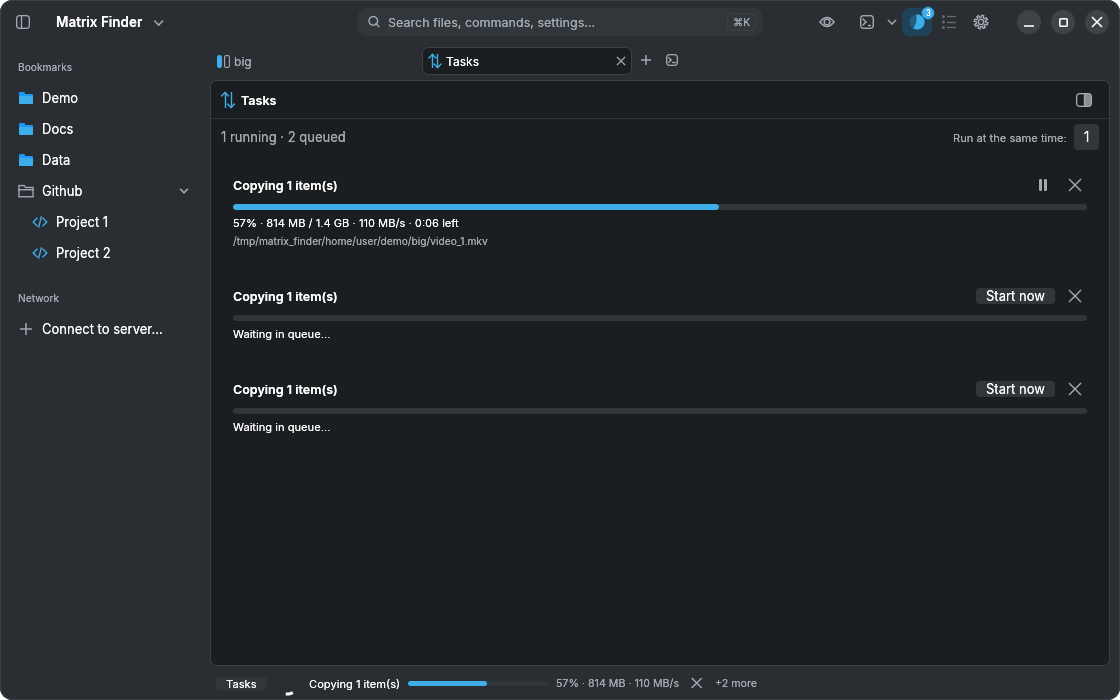 Matrix Finder
Search files, commands, settings...
⌘K
3
Bookmarks
Demo
Docs
Data
Github
Project 1
Project 2
Network
Connect to server...
big
Tasks
Tasks
1 running · 2 queued
Run at the same time: 1
Copying 1 item(s)
57% · 814 MB / 1.4 GB · 110 MB/s · 0:06 left
/tmp/matrix_finder/home/user/demo/big/video_1.mkv
Copying 1 item(s)
Start now
Waiting in queue...
Copying 1 item(s)
Start now
Waiting in queue...
Tasks
Copying 1 item(s)
57% · 814 MB · 110 MB/s
+2 more